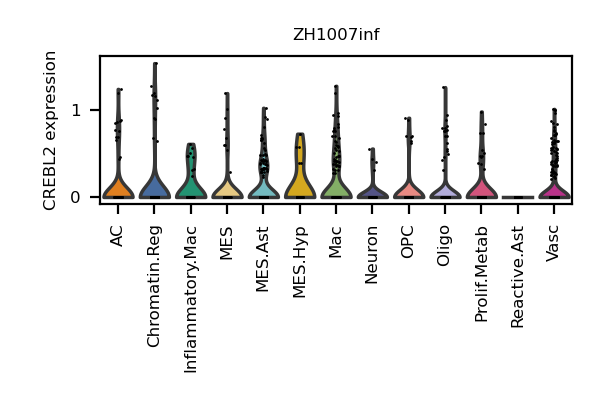 ZH1007inf
CREBL2 expression
1
0
AC
Chromatin.Reg
Inflammatory.Mac
MES
MES.Ast
MES.Hyp
Mac
Neuron
OPC
Oligo
Prolif.Metab
Reactive.Ast
Vasc